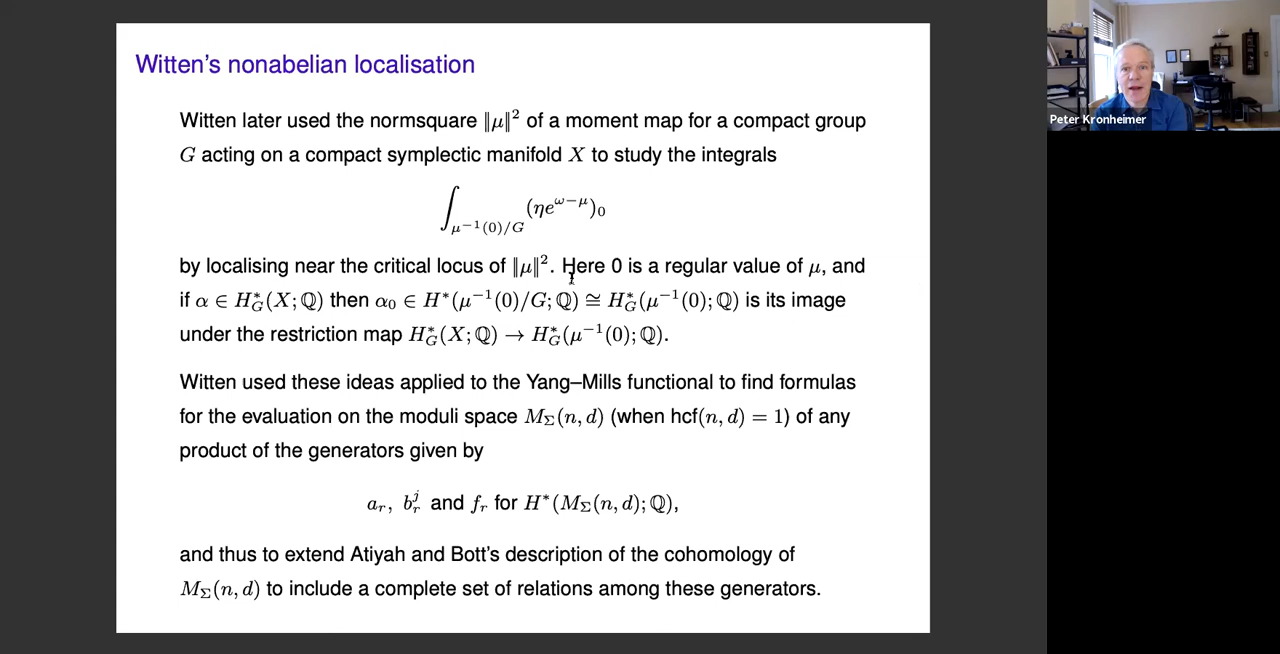 Witten's nonabelian localisation
Witten later used the normsquare ‖μ‖² of a moment map for a compact group
G acting on a compact symplectic manifold X to study the integrals
∫_{μ⁻¹(0)/G} (ηe^{ω−μ})₀
by localising near the critical locus of ‖μ‖². Here 0 is a regular value of μ, and
if α ∈ H*_G(X; ℚ) then α₀ ∈ H*(μ⁻¹(0)/G; ℚ) ≅ H*_G(μ⁻¹(0); ℚ) is its image
under the restriction map H*_G(X; ℚ) → H*_G(μ⁻¹(0); ℚ).
Witten used these ideas applied to the Yang–Mills functional to find formulas
for the evaluation on the moduli space M_Σ(n, d) (when hcf(n, d) = 1) of any
product of the generators given by
a_r, b_r^j and f_r for H*(M_Σ(n, d); ℚ),
and thus to extend Atiyah and Bott's description of the cohomology of
M_Σ(n, d) to include a complete set of relations among these generators.
Peter Kronheimer